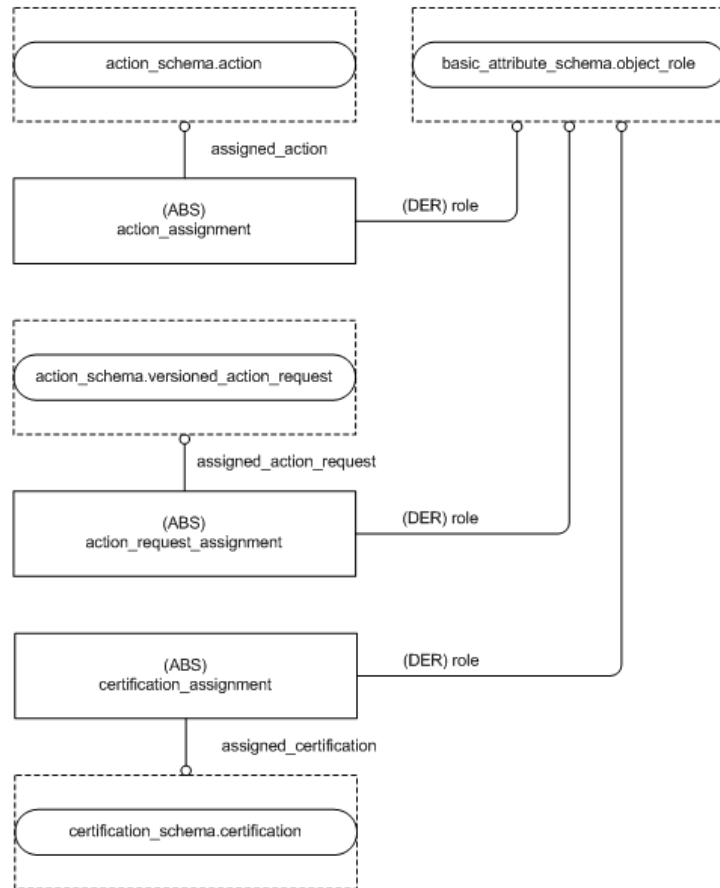 action_schema.action
basic_attribute_schema.object_role
assigned_action
(ABS)
action_assignment
(DER) role
action_schema.versioned_action_request
assigned_action_request
(ABS)
action_request_assignment
(DER) role
(ABS)
certification_assignment
(DER) role
assigned_certification
certification_schema.certification